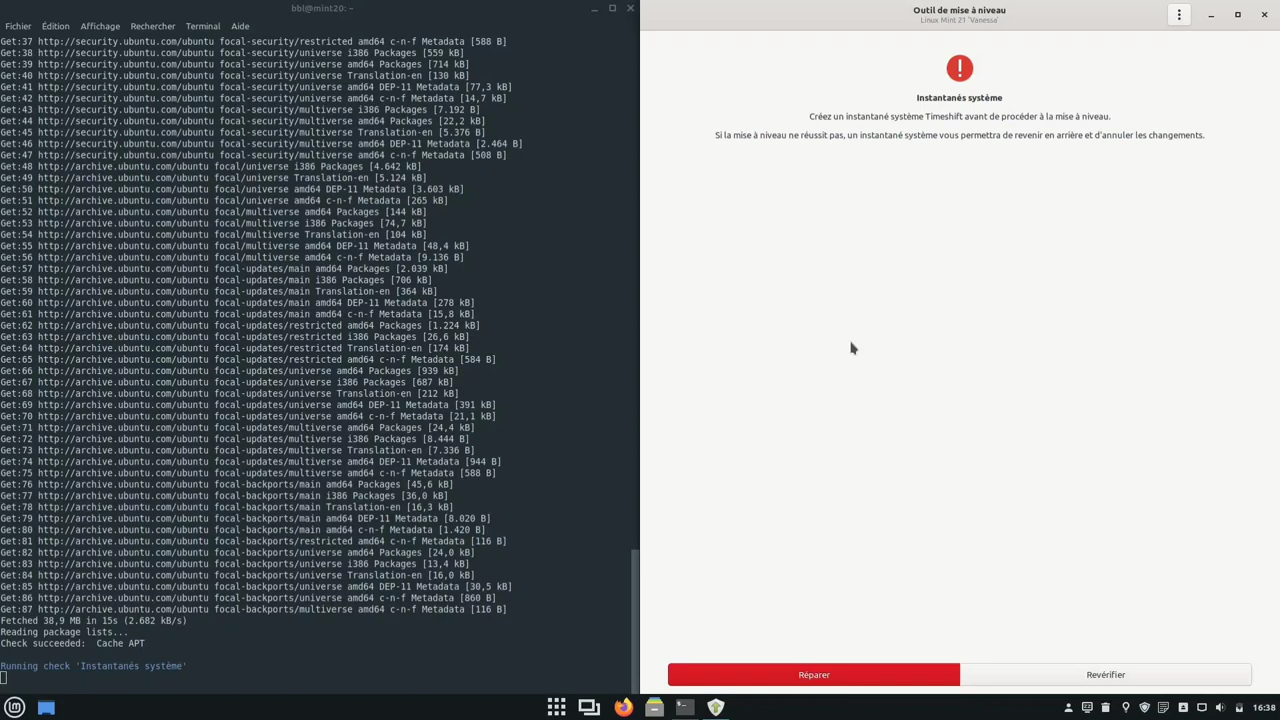 bbl@mint20: ~
Fichier Édition Affichage Rechercher Terminal Aide
Get:37 http://security.ubuntu.com/ubuntu focal-security/restricted amd64 c-n-f Metadata [588 B]
Get:38 http://security.ubuntu.com/ubuntu focal-security/universe i386 Packages [559 kB]
Get:39 http://security.ubuntu.com/ubuntu focal-security/universe amd64 Packages [714 kB]
Get:40 http://security.ubuntu.com/ubuntu focal-security/universe Translation-en [130 kB]
Get:41 http://security.ubuntu.com/ubuntu focal-security/universe amd64 DEP-11 Metadata [77,3 kB]
Get:42 http://security.ubuntu.com/ubuntu focal-security/universe amd64 c-n-f Metadata [14,7 kB]
Get:43 http://security.ubuntu.com/ubuntu focal-security/multiverse i386 Packages [7.192 B]
Get:44 http://security.ubuntu.com/ubuntu focal-security/multiverse amd64 Packages [22,2 kB]
Get:45 http://security.ubuntu.com/ubuntu focal-security/multiverse Translation-en [5.376 B]
Get:46 http://security.ubuntu.com/ubuntu focal-security/multiverse amd64 DEP-11 Metadata [2.464 B]
Get:47 http://security.ubuntu.com/ubuntu focal-security/multiverse amd64 c-n-f Metadata [508 B]
Get:48 http://archive.ubuntu.com/ubuntu focal/universe i386 Packages [4.642 kB]
Get:49 http://archive.ubuntu.com/ubuntu focal/universe Translation-en [5.124 kB]
Get:50 http://archive.ubuntu.com/ubuntu focal/universe amd64 DEP-11 Metadata [3.603 kB]
Get:51 http://archive.ubuntu.com/ubuntu focal/universe amd64 c-n-f Metadata [265 kB]
Get:52 http://archive.ubuntu.com/ubuntu focal/multiverse amd64 Packages [144 kB]
Get:53 http://archive.ubuntu.com/ubuntu focal/multiverse i386 Packages [74,7 kB]
Get:54 http://archive.ubuntu.com/ubuntu focal/multiverse Translation-en [104 kB]
Get:55 http://archive.ubuntu.com/ubuntu focal/multiverse amd64 DEP-11 Metadata [48,4 kB]
Get:56 http://archive.ubuntu.com/ubuntu focal/multiverse amd64 c-n-f Metadata [9.136 B]
Get:57 http://archive.ubuntu.com/ubuntu focal-updates/main amd64 Packages [2.039 kB]
Get:58 http://archive.ubuntu.com/ubuntu focal-updates/main i386 Packages [706 kB]
Get:59 http://archive.ubuntu.com/ubuntu focal-updates/main Translation-en [364 kB]
Get:60 http://archive.ubuntu.com/ubuntu focal-updates/main amd64 DEP-11 Metadata [278 kB]
Get:61 http://archive.ubuntu.com/ubuntu focal-updates/main amd64 c-n-f Metadata [15,8 kB]
Get:62 http://archive.ubuntu.com/ubuntu focal-updates/restricted amd64 Packages [1.224 kB]
Get:63 http://archive.ubuntu.com/ubuntu focal-updates/restricted i386 Packages [26,6 kB]
Get:64 http://archive.ubuntu.com/ubuntu focal-updates/restricted Translation-en [174 kB]
Get:65 http://archive.ubuntu.com/ubuntu focal-updates/restricted amd64 c-n-f Metadata [584 B]
Get:66 http://archive.ubuntu.com/ubuntu focal-updates/universe amd64 Packages [939 kB]
Get:67 http://archive.ubuntu.com/ubuntu focal-updates/universe i386 Packages [687 kB]
Get:68 http://archive.ubuntu.com/ubuntu focal-updates/universe Translation-en [212 kB]
Get:69 http://archive.ubuntu.com/ubuntu focal-updates/universe amd64 DEP-11 Metadata [391 kB]
Get:70 http://archive.ubuntu.com/ubuntu focal-updates/universe amd64 c-n-f Metadata [21,1 kB]
Get:71 http://archive.ubuntu.com/ubuntu focal-updates/multiverse amd64 Packages [24,4 kB]
Get:72 http://archive.ubuntu.com/ubuntu focal-updates/multiverse i386 Packages [8.444 B]
Get:73 http://archive.ubuntu.com/ubuntu focal-updates/multiverse Translation-en [7.336 B]
Get:74 http://archive.ubuntu.com/ubuntu focal-updates/multiverse amd64 DEP-11 Metadata [944 B]
Get:75 http://archive.ubuntu.com/ubuntu focal-updates/multiverse amd64 c-n-f Metadata [588 B]
Get:76 http://archive.ubuntu.com/ubuntu focal-backports/main amd64 Packages [45,6 kB]
Get:77 http://archive.ubuntu.com/ubuntu focal-backports/main i386 Packages [36,0 kB]
Get:78 http://archive.ubuntu.com/ubuntu focal-backports/main Translation-en [16,3 kB]
Get:79 http://archive.ubuntu.com/ubuntu focal-backports/main amd64 DEP-11 Metadata [8.020 B]
Get:80 http://archive.ubuntu.com/ubuntu focal-backports/main amd64 c-n-f Metadata [1.420 B]
Get:81 http://archive.ubuntu.com/ubuntu focal-backports/restricted amd64 c-n-f Metadata [116 B]
Get:82 http://archive.ubuntu.com/ubuntu focal-backports/universe amd64 Packages [24,0 kB]
Get:83 http://archive.ubuntu.com/ubuntu focal-backports/universe i386 Packages [13,4 kB]
Get:84 http://archive.ubuntu.com/ubuntu focal-backports/universe Translation-en [16,0 kB]
Get:85 http://archive.ubuntu.com/ubuntu focal-backports/universe amd64 DEP-11 Metadata [30,5 kB]
Get:86 http://archive.ubuntu.com/ubuntu focal-backports/universe amd64 c-n-f Metadata [860 B]
Get:87 http://archive.ubuntu.com/ubuntu focal-backports/multiverse amd64 c-n-f Metadata [116 B]
Fetched 38,9 MB in 15s (2.682 kB/s)
Reading package lists...
Check succeeded:  Cache APT
Running check 'Instantanés système'
Outil de mise à niveau
Linux Mint 21 'Vanessa'
Instantanés système
Créez un instantané système Timeshift avant de procéder à la mise à niveau.
Si la mise à niveau ne réussit pas, un instantané système vous permettra de revenir en arrière et d'annuler les changements.
Réparer
Revérifier
16:38